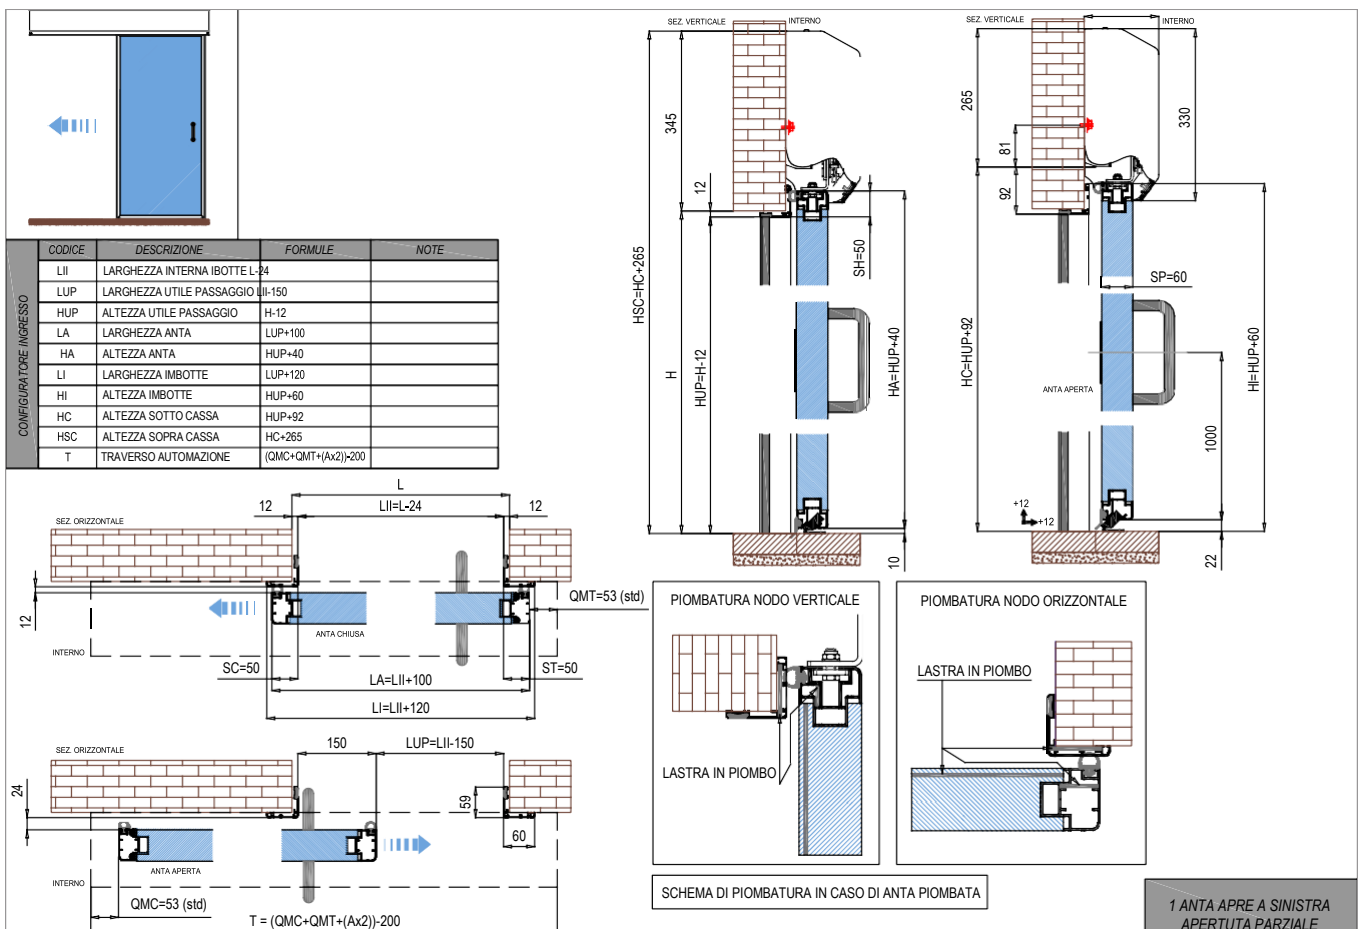 CODICE DESCRIZIONE FORMULE NOTE
LII LARGHEZZA INTERNA IBOTTE L-24
LUP LARGHEZZA UTILE PASSAGGIO LII-150
HUP ALTEZZA UTILE PASSAGGIO H-12
LA LARGHEZZA ANTA LUP+100
HA ALTEZZA ANTA HUP+40
LI LARGHEZZA IMBOTTE LUP+120
HI ALTEZZA IMBOTTE HUP+60
HC ALTEZZA SOTTO CASSA HUP+92
HSC ALTEZZA SOPRA CASSA HC+265
T TRAVERSO AUTOMAZIONE (QMC+QMT+(Ax2))-200
CONFIGURATORE INGRESSO
SEZ. VERTICALE INTERNO
345
12
HSC=HC+265
H
HUP=H-12
SH=50
HA=HUP+40
10
SEZ. VERTICALE INTERNO
265
81
92
330
SP=60
HC=HUP+92
HI=HUP+60
ANTA APERTA
1000
+12
+12
22
L
12 LII=L-24 12
SEZ. ORIZZONTALE
12
ANTA CHIUSA
QMT=53 (std)
INTERNO
SC=50 ST=50
LA=LII+100
LI=LII+120
SEZ. ORIZZONTALE
150 LUP=LII-150
24
59
60
ANTA APERTA
INTERNO
QMC=53 (std)
T = (QMC+QMT+(Ax2))-200
PIOMBATURA NODO VERTICALE
LASTRA IN PIOMBO
PIOMBATURA NODO ORIZZONTALE
LASTRA IN PIOMBO
SCHEMA DI PIOMBATURA IN CASO DI ANTA PIOMBATA
1 ANTA APRE A SINISTRA
APERTUTA PARZIALE